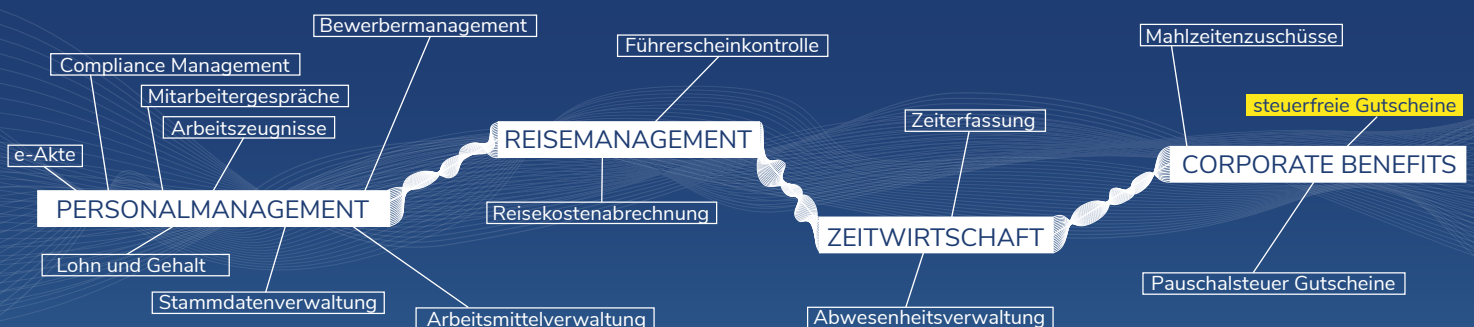 Bewerbermanagement
Compliance Management
Mitarbeitergespräche
Arbeitszeugnisse
e-Akte
PERSONALMANAGEMENT
Lohn und Gehalt
Stammdatenverwaltung
Arbeitsmittelverwaltung
Führerscheinkontrolle
REISEMANAGEMENT
Reisekostenabrechnung
Zeiterfassung
ZEITWIRTSCHAFT
Abwesenheitsverwaltung
Mahlzeitenzuschüsse
steuerfreie Gutscheine
CORPORATE BENEFITS
Pauschalsteuer Gutscheine